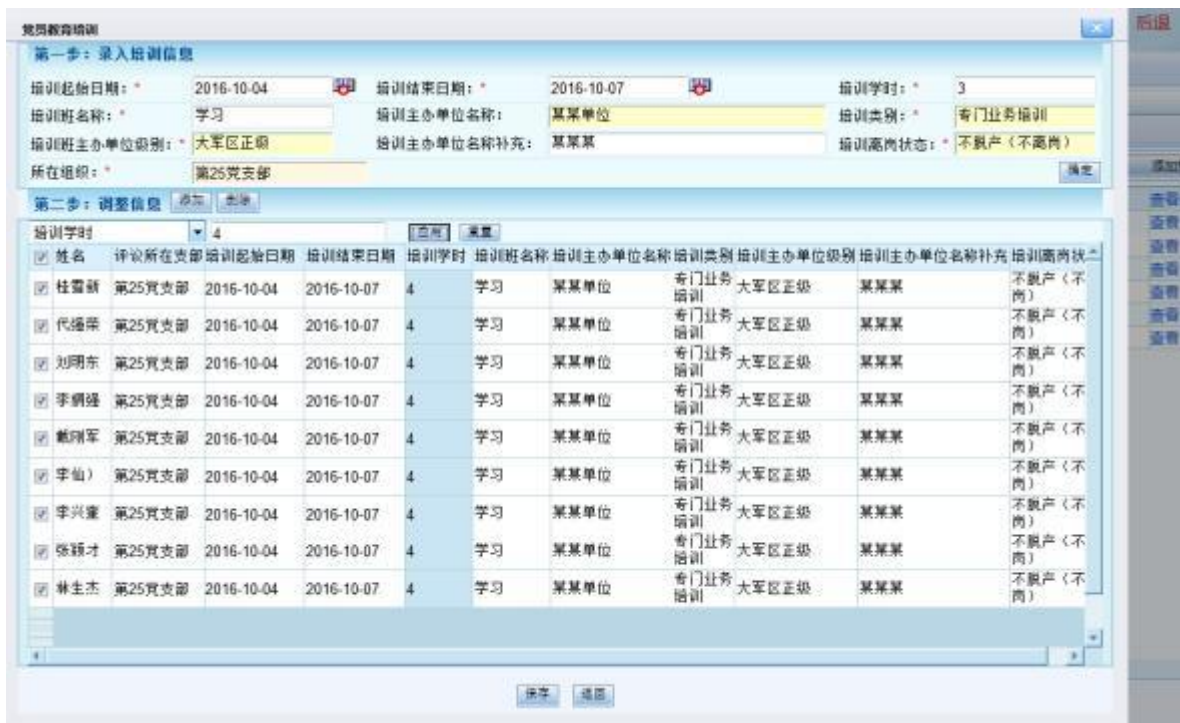 党员教育培训
后退
第一步：录入培训信息
培训起始日期：* 2016-10-04 培训结束日期：* 2016-10-07 培训学时：* 3
培训班名称：* 学习 培训主办单位名称： 某某单位 培训类别：* 专门业务培训
培训班主办单位级别：* 大军区正级 培训主办单位名称补充： 某某某 培训离岗状态：* 不脱产（不离岗）
所在组织：* 第25党支部 确定
第二步：调整信息 添加 删除
培训学时 4 应用 重置
姓名 评议所在支部 培训起始日期 培训结束日期 培训学时 培训班名称 培训主办单位名称 培训类别 培训主办单位级别 培训主办单位名称补充 培训离岗状
桂雪新 第25党支部 2016-10-04 2016-10-07 4 学习 某某单位 专门业务培训 大军区正级 某某某 不脱产（不岗）
代强荣 第25党支部 2016-10-04 2016-10-07 4 学习 某某单位 专门业务培训 大军区正级 某某某 不脱产（不岗）
刘明东 第25党支部 2016-10-04 2016-10-07 4 学习 某某单位 专门业务培训 大军区正级 某某某 不脱产（不岗）
李 强 第25党支部 2016-10-04 2016-10-07 4 学习 某某单位 专门业务培训 大军区正级 某某某 不脱产（不岗）
戴刚军 第25党支部 2016-10-04 2016-10-07 4 学习 某某单位 专门业务培训 大军区正级 某某某 不脱产（不岗）
李仙） 第25党支部 2016-10-04 2016-10-07 4 学习 某某单位 专门业务培训 大军区正级 某某某 不脱产（不岗）
李兴 第25党支部 2016-10-04 2016-10-07 4 学习 某某单位 专门业务培训 大军区正级 某某某 不脱产（不岗）
张颖才 第25党支部 2016-10-04 2016-10-07 4 学习 某某单位 专门业务培训 大军区正级 某某某 不脱产（不岗）
林生杰 第25党支部 2016-10-04 2016-10-07 4 学习 某某单位 专门业务培训 大军区正级 某某某 不脱产（不岗）
保存 返回
添加
查看
查看
查看
查看
查看
查看
查看